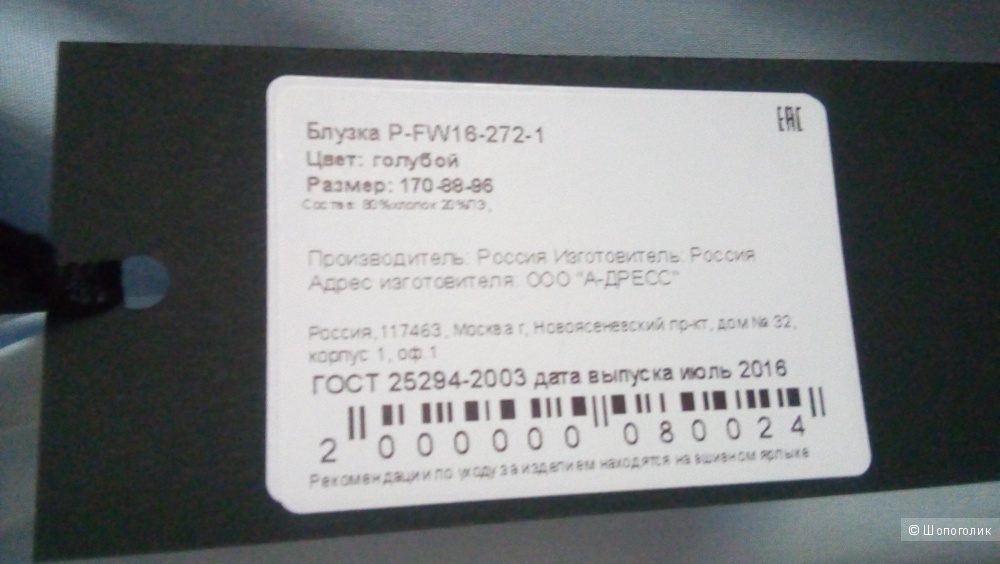 EAC
Блузка P-FW16-272-1
Цвет: голубой
Размер: 170-88-96
Состав: 80%хлопок 20%ПЭ,
Производитель: Россия Изготовитель: Россия
Адрес изготовителя: ООО "А-ДРЕСС"
Россия, 117463, Москва г, Новоясеневский пр-кт, дом № 32,
корпус 1, оф.1
ГОСТ 25294-2003 дата выпуска июль 2016
2 000000 080024
Рекомендации по уходу за изделием находятся на вшивном ярлыке
© Шопоголик